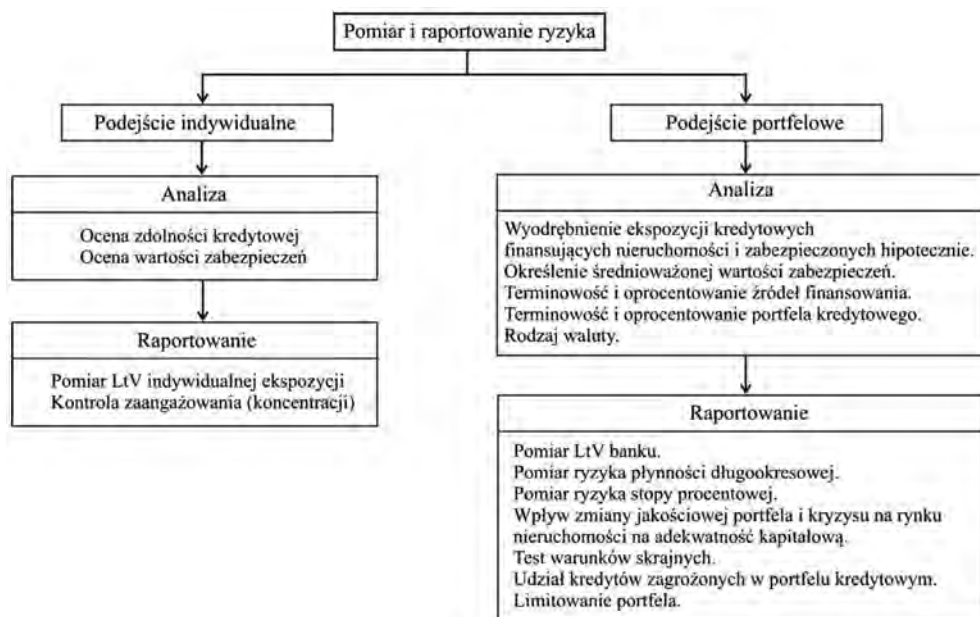 Pomiar i raportowanie ryzyka
Podejście indywidualne
Analiza
Ocena zdolności kredytowej
Ocena wartości zabezpieczeń
Raportowanie
Pomiar LtV indywidualnej ekspozycji
Kontrola zaangażowania (koncentracji)
Podejście portfelowe
Analiza
Wyodrębnienie ekspozycji kredytowych
finansujących nieruchomości i zabezpieczonych hipotecznie.
Określenie średnioważonej wartości zabezpieczeń.
Terminowość i oprocentowanie źródeł finansowania.
Terminowość i oprocentowanie portfela kredytowego.
Rodzaj waluty.
Raportowanie
Pomiar LtV banku.
Pomiar ryzyka płynności długookresowej.
Pomiar ryzyka stopy procentowej.
Wpływ zmiany jakościowej portfela i kryzysu na rynku
nieruchomości na adekwatność kapitałową.
Test warunków skrajnych.
Udział kredytów zagrożonych w portfelu kredytowym.
Limitowanie portfela.